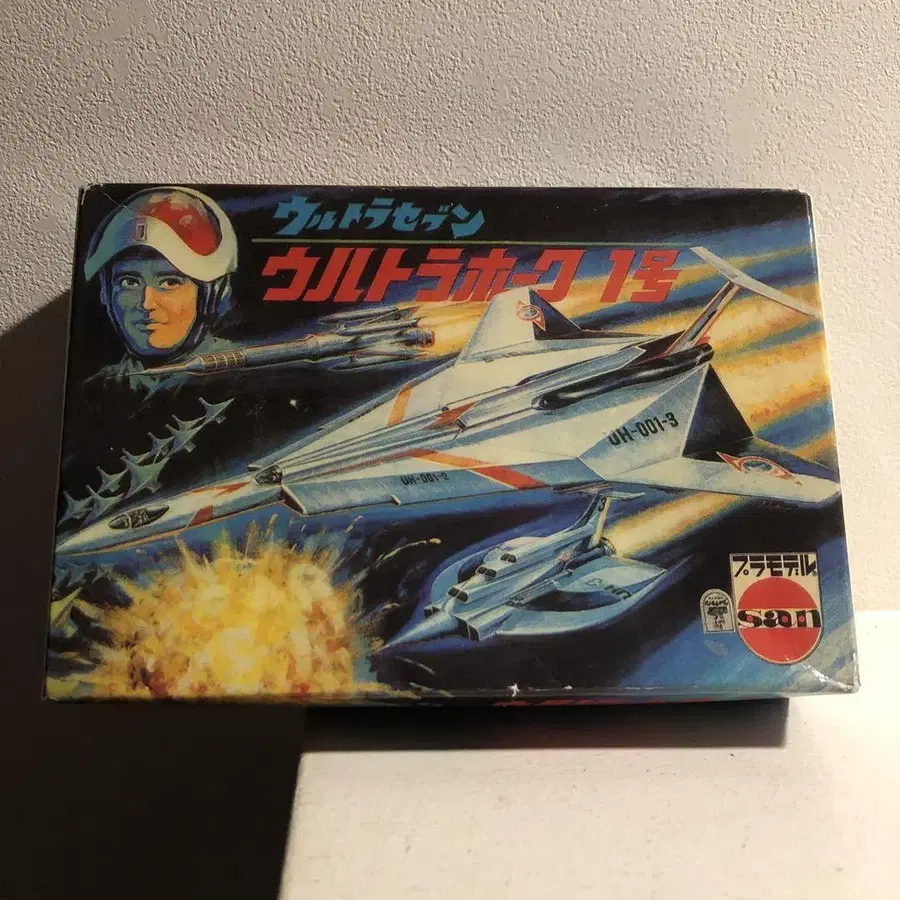 ウルトラセブン
ウルトラホーク 1号
UH-001-3
UH-001-2
プラモデル
san